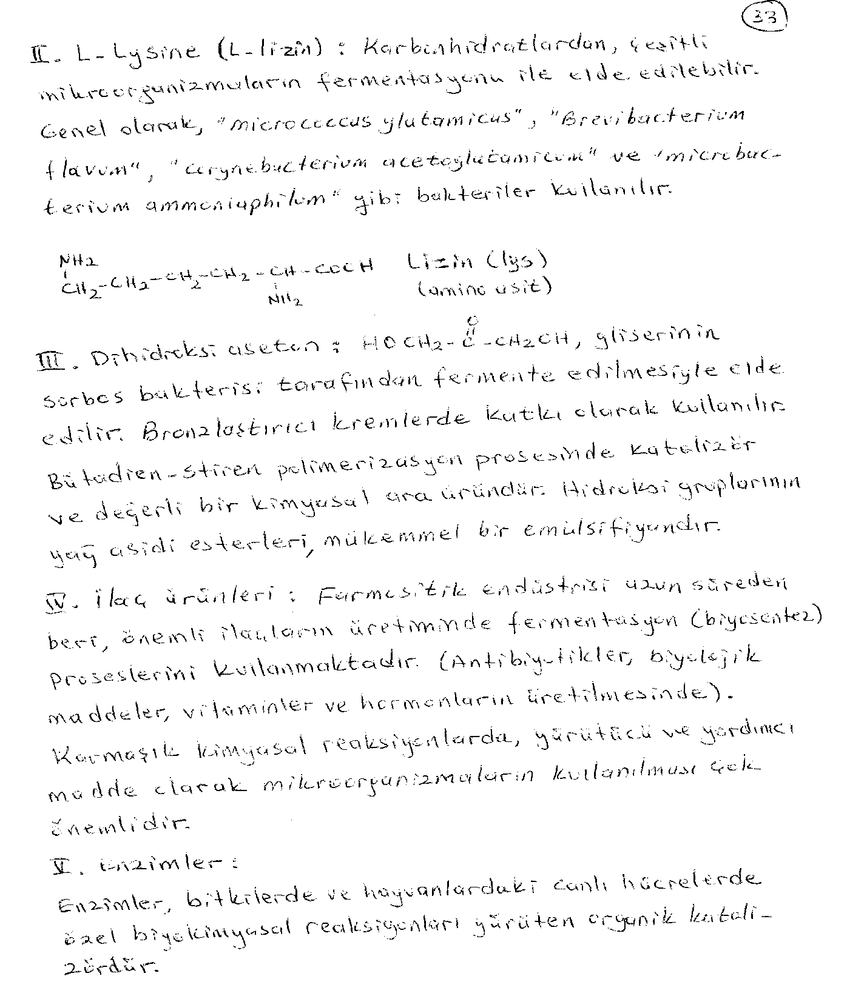 33
II. L-Lysine (L-lizin) : Karbonhidratlardan, çeşitli
mikroorganizmaların fermentasyonu ile elde edilebilir.
Genel olarak, "micrococcus glutamicus", "Brevibacterium
flavum", "corynebacterium acetoglutamicum" ve "microbac-
terium ammoniaphilum" gibi bakteriler kullanılır.
NH2
CH2-CH2-CH2-CH2-CH-COOH Lizin (lys)
NH2 (amino asit)
O
III. Dihidroksi aseton : HOCH2-C-CH2OH, gliserinin
sorbos bakterisi tarafından fermente edilmesiyle elde
edilir. Bronzlaştırıcı kremlerde katkı olarak kullanılır.
Bütadien-stiren polimerizasyon prosesinde katalizör
ve değerli bir kimyasal ara üründür. Hidroksi gruplarının
yağ asidi esterleri, mükemmel bir emülsifiyandır.
IV. İlaç ürünleri : Farmositik endüstrisi uzun süreden
beri, önemli ilaçların üretiminde fermentasyon (biyosentez)
proseslerini kullanmaktadır. (Antibiyotikler, biyolojik
maddeler, vitaminler ve hormonların üretilmesinde).
Karmaşık kimyasal reaksiyonlarda, yürütücü ve yardımcı
madde olarak mikroorganizmaların kullanılması çok
önemlidir.
V. Enzimler :
Enzimler, bitkilerde ve hayvanlardaki canlı hücrelerde
özel biyokimyasal reaksiyonları yürüten organik katali-
zördür.